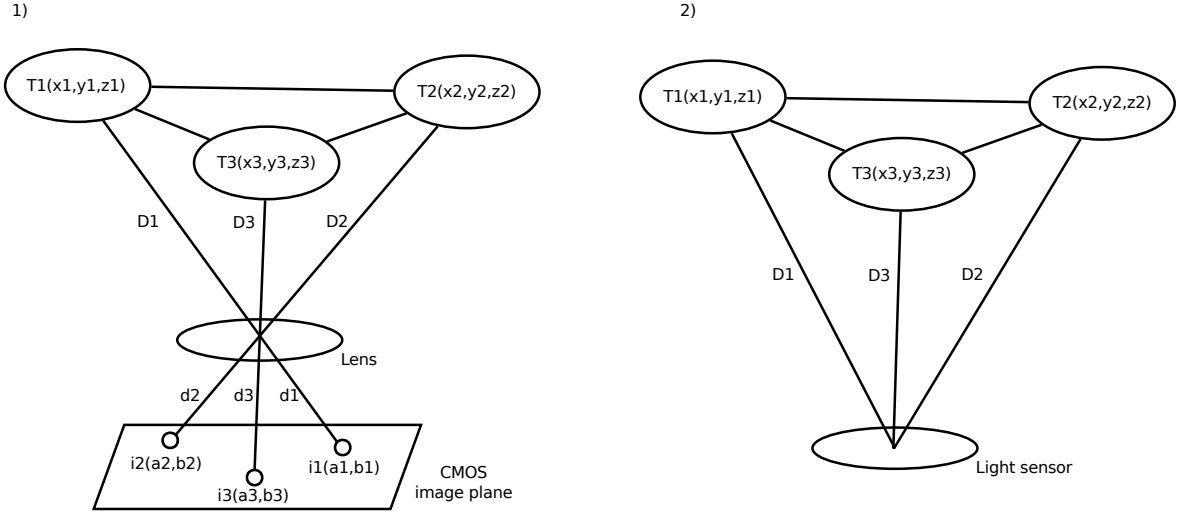 1)
T1(x1,y1,z1)
T2(x2,y2,z2)
T3(x3,y3,z3)
D1
D3
D2
Lens
d2
d3
d1
i2(a2,b2)
i1(a1,b1)
i3(a3,b3)
CMOS
image plane
2)
T1(x1,y1,z1)
T2(x2,y2,z2)
T3(x3,y3,z3)
D1
D3
D2
Light sensor